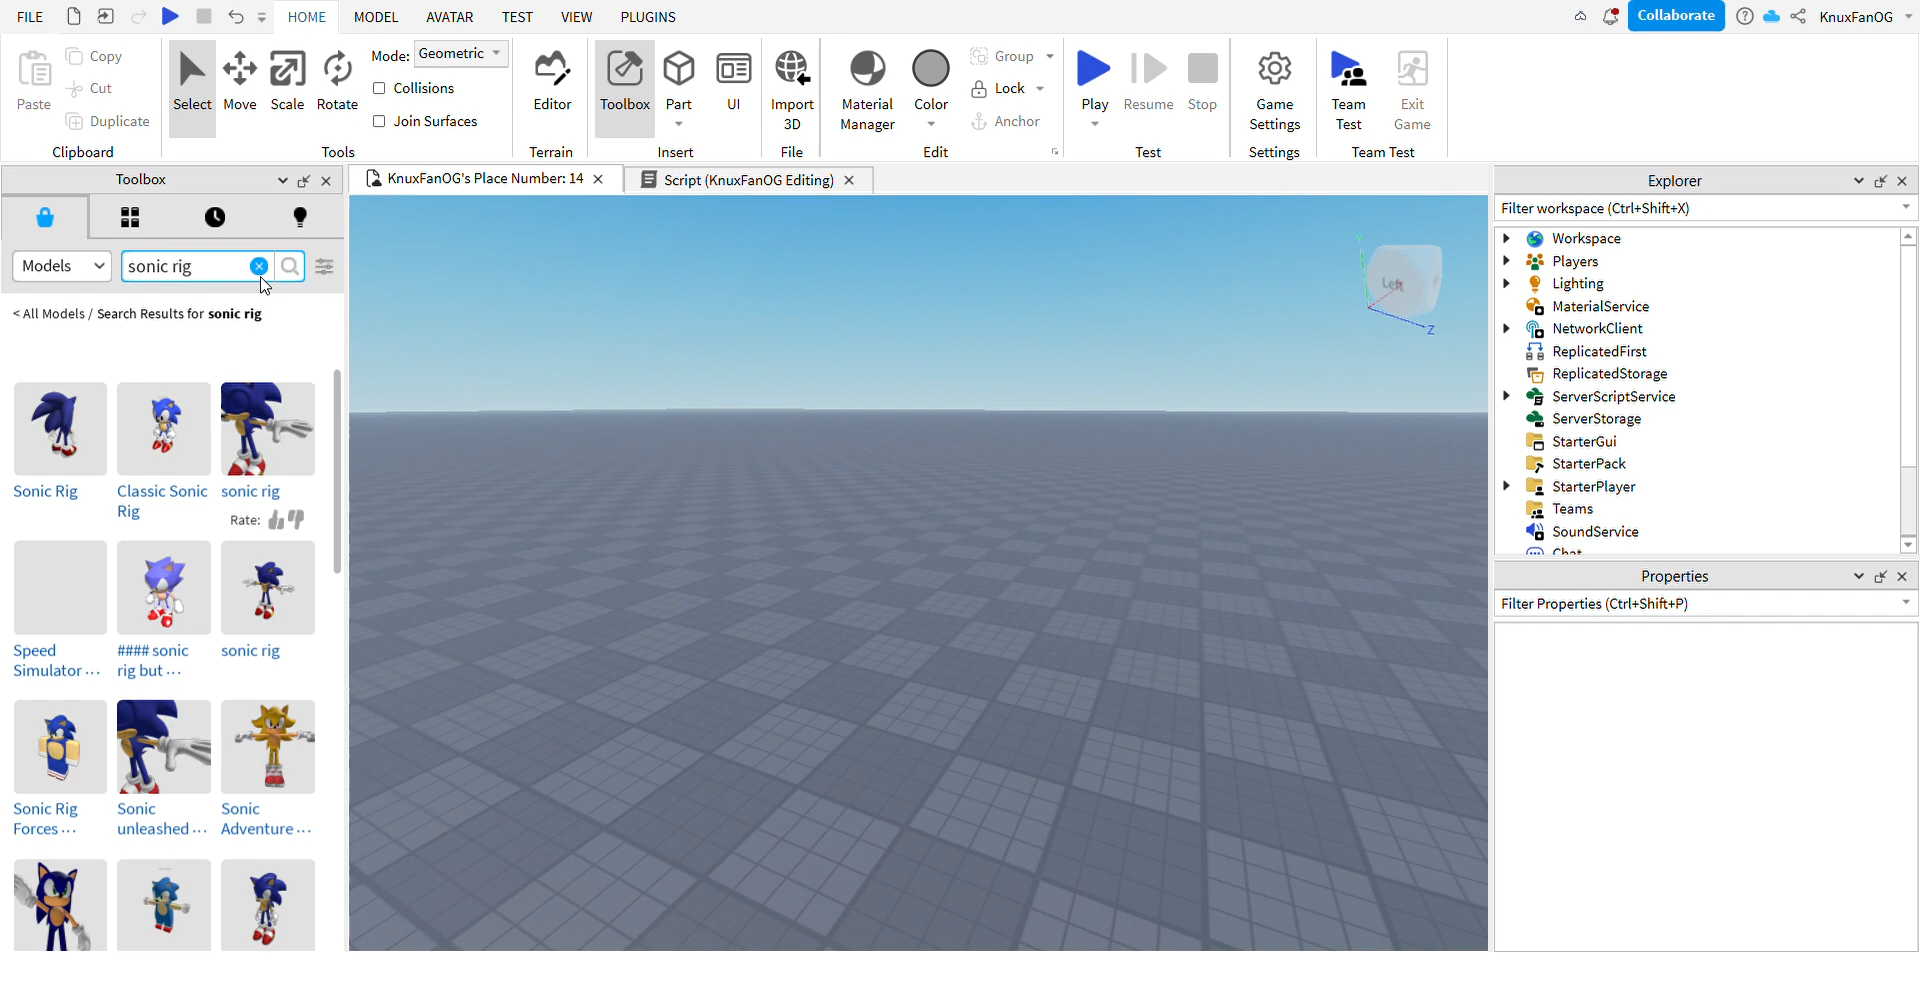 FILE HOME MODEL AVATAR TEST VIEW PLUGINS Collaborate KnuxFanOG
Paste Copy Cut Duplicate
Clipboard
Select Move Scale Rotate
Mode: Geometric
Collisions
Join Surfaces
Tools
Editor
Terrain
Toolbox Part UI
Insert
Import
3D
File
Material
Manager
Color
Group
Lock
Anchor
Edit
Play Resume Stop
Test
Game
Settings
Settings
Team
Test
Exit
Game
Team Test
Toolbox
Models
sonic rig
< All Models / Search Results for sonic rig
Sonic Rig
Classic Sonic
Rig
sonic rig
Rate:
Speed
Simulator ...
#### sonic
rig but ...
sonic rig
Sonic Rig
Forces ...
Sonic
unleashed ...
Sonic
Adventure ...
KnuxFanOG's Place Number: 14
Script (KnuxFanOG Editing)
Left
Y
Z
Explorer
Filter workspace (Ctrl+Shift+X)
Workspace
Players
Lighting
MaterialService
NetworkClient
ReplicatedFirst
ReplicatedStorage
ServerScriptService
ServerStorage
StarterGui
StarterPack
StarterPlayer
Teams
SoundService
Chat
Properties
Filter Properties (Ctrl+Shift+P)